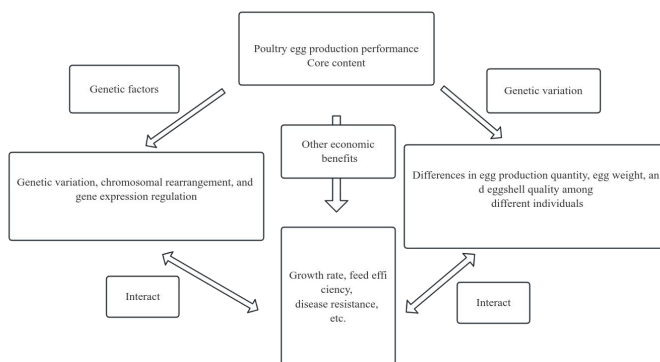 Poultry egg production performance
Core content
Genetic factors
Genetic variation
Other economic
benefits
Genetic variation, chromosomal rearrangement, and
gene expression regulation
Differences in egg production quantity, egg weight, an
d eggshell quality among
different individuals
Growth rate, feed effi
ciency,
disease resistance,
etc.
Interact
Interact